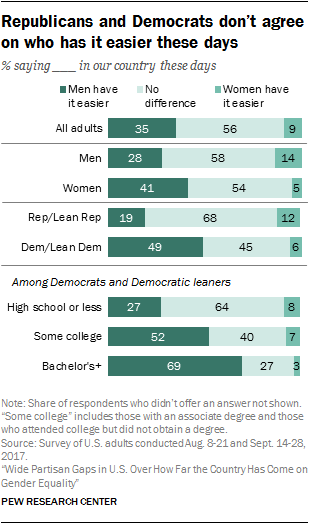 Republicans and Democrats don't agree
on who has it easier these days
% saying ___ in our country these days
Men have it easier No difference Women have it easier
All adults 35 56 9
Men 28 58 14
Women 41 54 5
Rep/Lean Rep 19 68 12
Dem/Lean Dem 49 45 6
Among Democrats and Democratic leaners
High school or less 27 64 8
Some college 52 40 7
Bachelor's+ 69 27 3
Note: Share of respondents who didn't offer an answer not shown.
"Some college" includes those with an associate degree and those
who attended college but did not obtain a degree.
Source: Survey of U.S. adults conducted Aug. 8-21 and Sept. 14-28,
2017.
"Wide Partisan Gaps in U.S. Over How Far the Country Has Come on
Gender Equality"
PEW RESEARCH CENTER